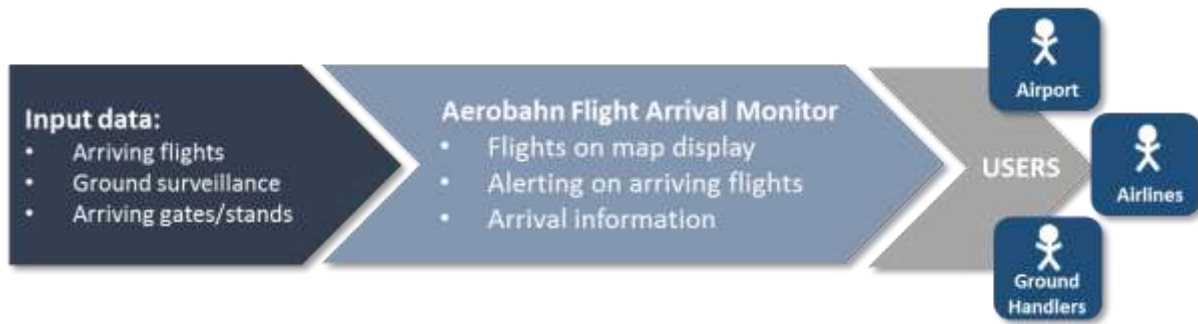 Input data:
• Arriving flights
• Ground surveillance
• Arriving gates/stands
Aerobahn Flight Arrival Monitor
• Flights on map display
• Alerting on arriving flights
• Arrival information
USERS
Airport
Airlines
Ground
Handlers